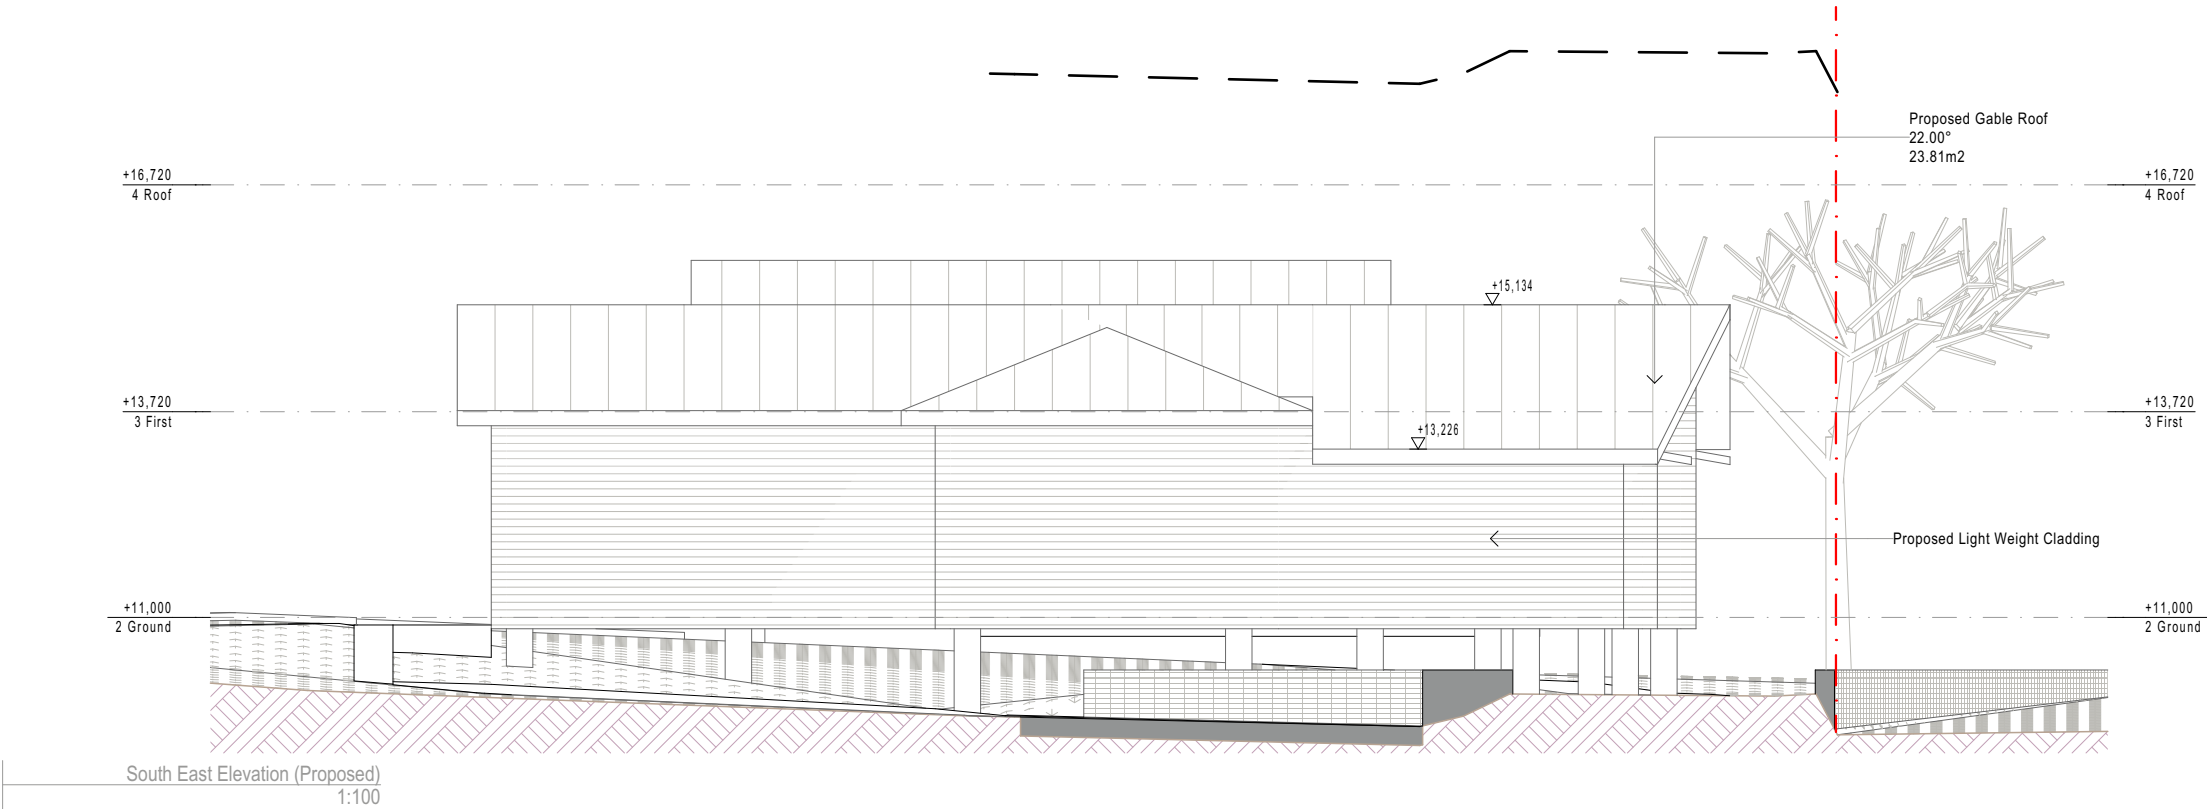 Proposed Gable Roof
22.00°
23.81m2
+16,720
4 Roof
+16,720
4 Roof
+15,134
+13,720
3 First
+13,720
3 First
+13,226
Proposed Light Weight Cladding
+11,000
2 Ground
+11,000
2 Ground
South East Elevation (Proposed)
1:100